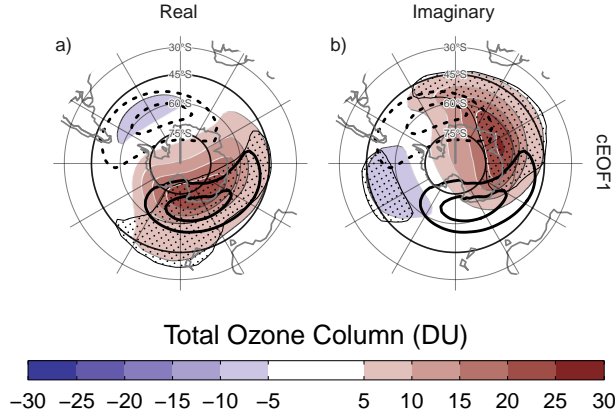 Real Imaginary
a) b)
30°S 30°S
45°S 45°S
60°S 60°S
75°S 75°S
cEOF1
Total Ozone Column (DU)
−30 −25 −20 −15 −10 −5 5 10 15 20 25 30